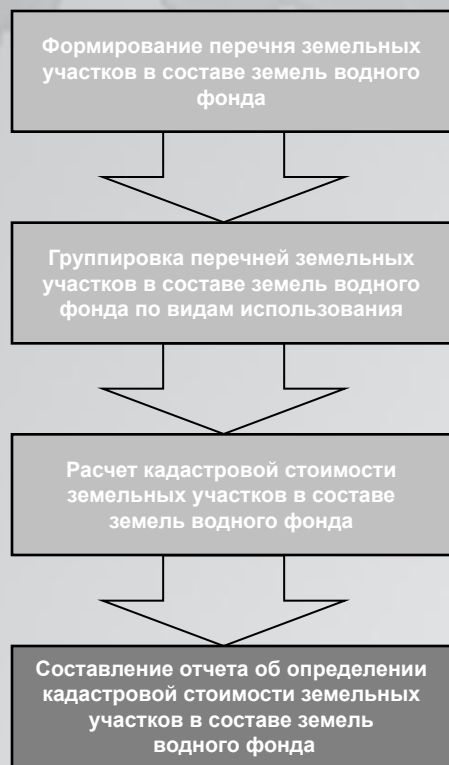 Формирование перечня земельных
участков в составе земель водного
фонда
Группировка перечней земельных
участков в составе земель водного
фонда по видам использования
Расчет кадастровой стоимости
земельных участков в составе
земель водного фонда
Составление отчета об определении
кадастровой стоимости земельных
участков в составе земель
водного фонда